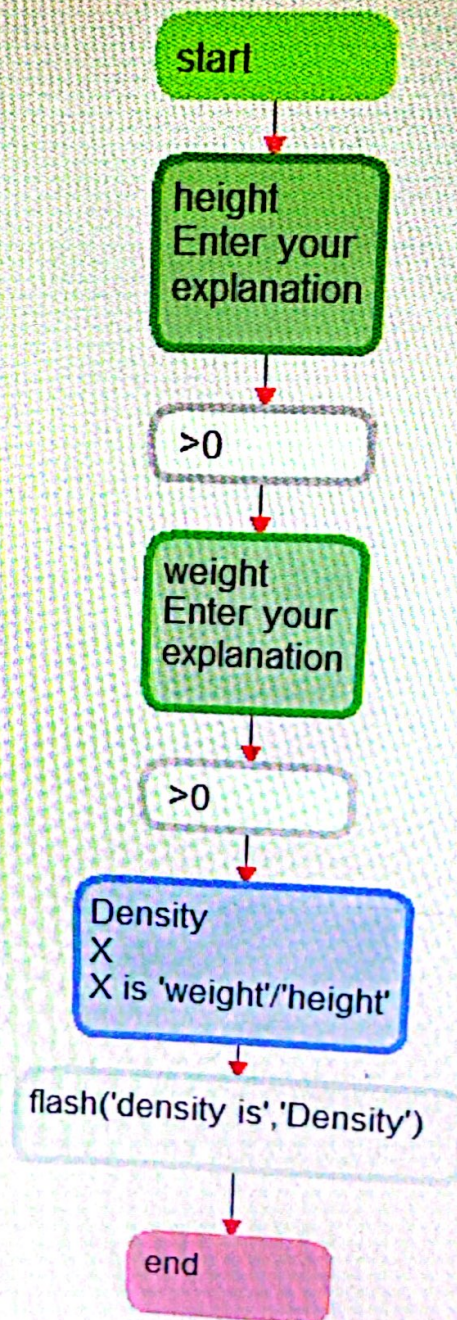 start
height
Enter your
explanation
>0
weight
Enter your
explanation
>0
Density
X
X is 'weight'/'height'
flash('density is','Density')
end